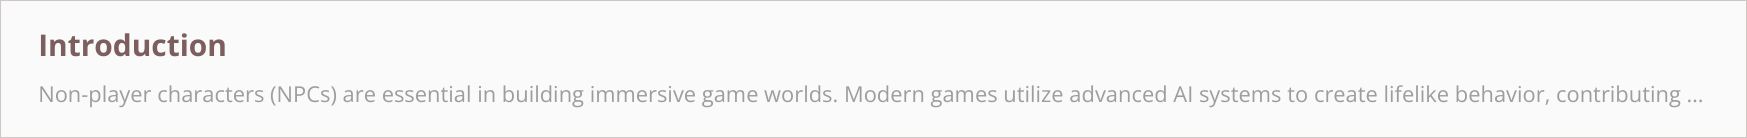 Introduction
Non-player characters (NPCs) are essential in building immersive game worlds. Modern games utilize advanced AI systems to create lifelike behavior, contributing ...